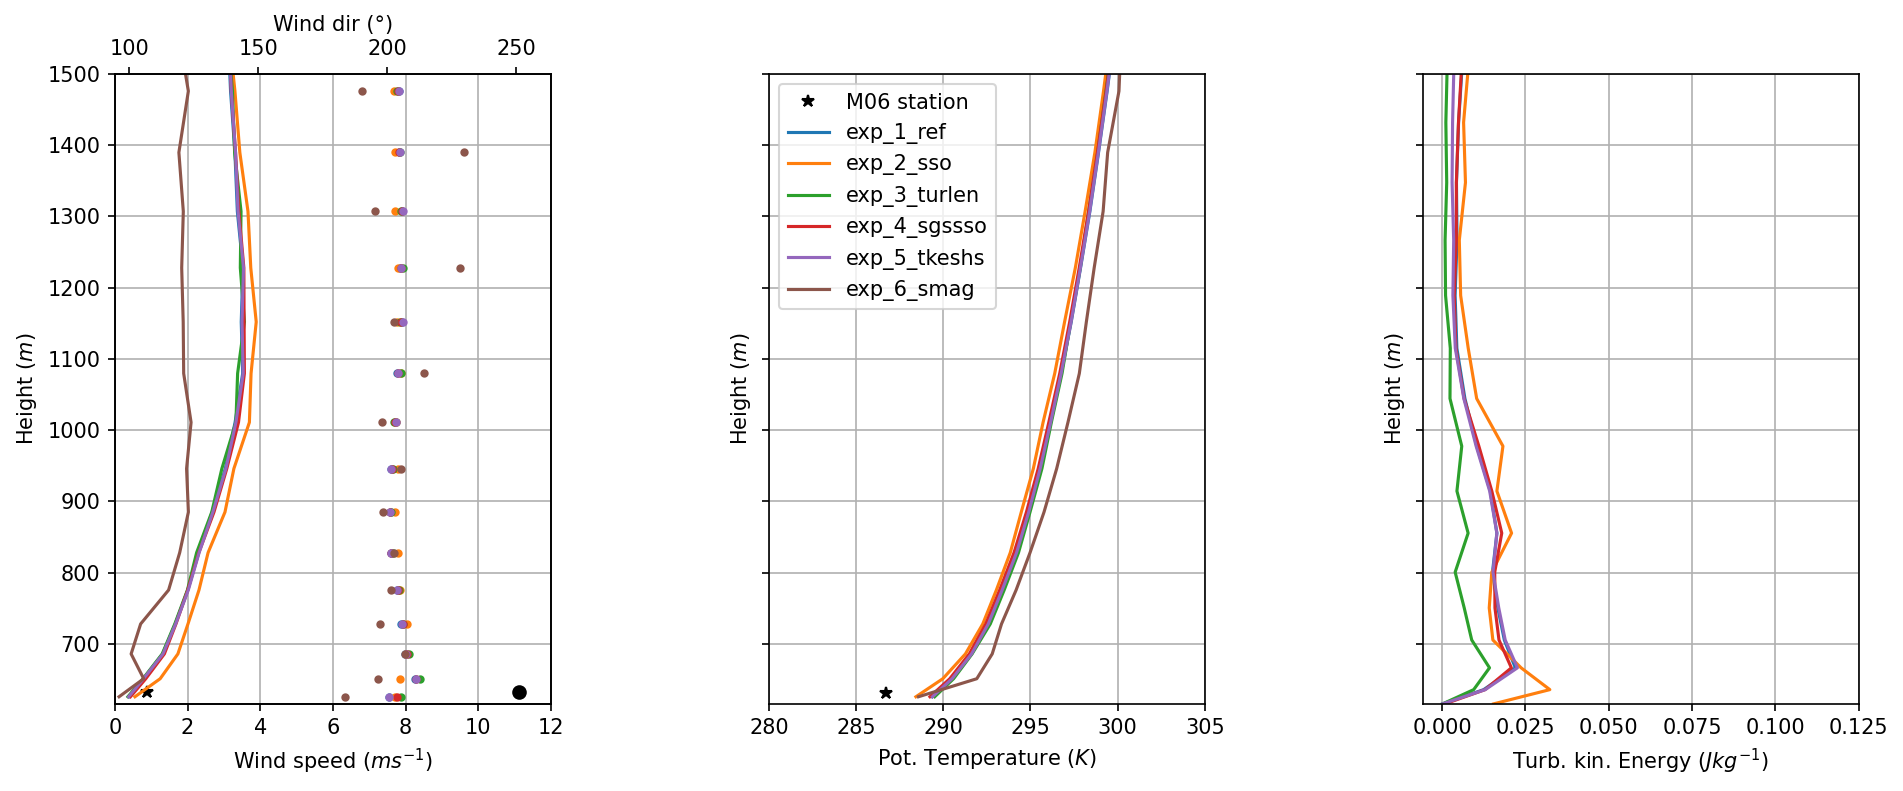 Wind dir (°)
100 150 200 250
1500
1400
1300
1200
1100
1000
900
800
700
Height (m)
0 2 4 6 8 10 12
Wind speed (ms⁻¹)
M06 station
exp_1_ref
exp_2_sso
exp_3_turlen
exp_4_sgssso
exp_5_tkeshs
exp_6_smag
Height (m)
280 285 290 295 300 305
Pot. Temperature (K)
Height (m)
0.000 0.025 0.050 0.075 0.100 0.125
Turb. kin. Energy (Jkg⁻¹)